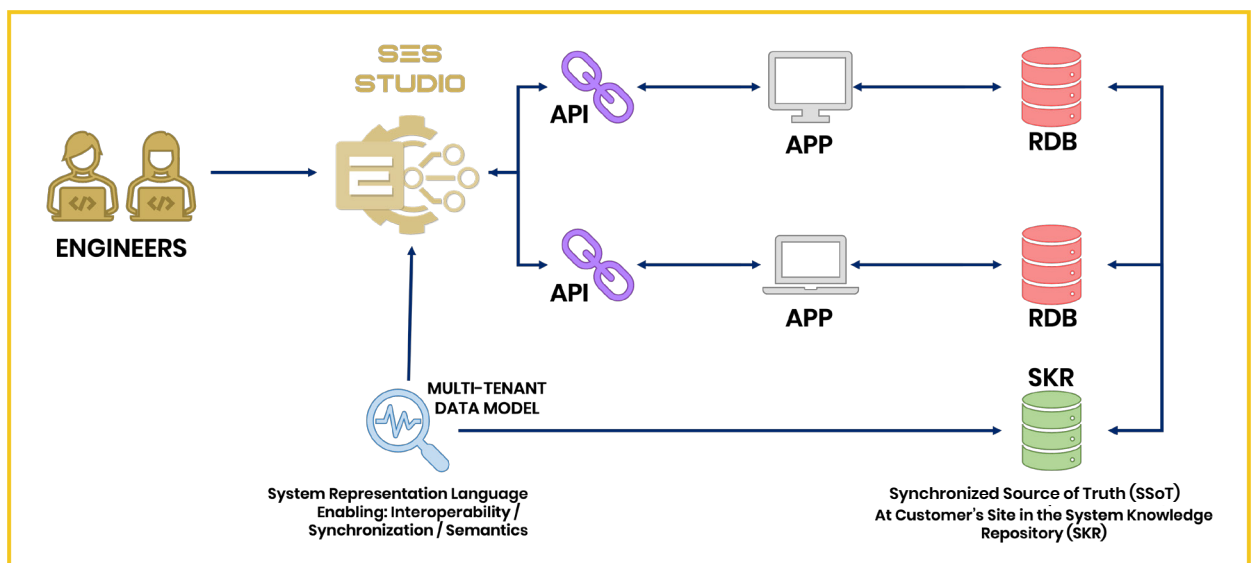 SES
STUDIO
API
APP
RDB
ENGINEERS
API
APP
RDB
MULTI-TENANT
DATA MODEL
SKR
System Representation Language
Enabling: Interoperability /
Synchronization / Semantics
Synchronized Source of Truth (SSoT)
At Customer's Site in the System Knowledge
Repository (SKR)